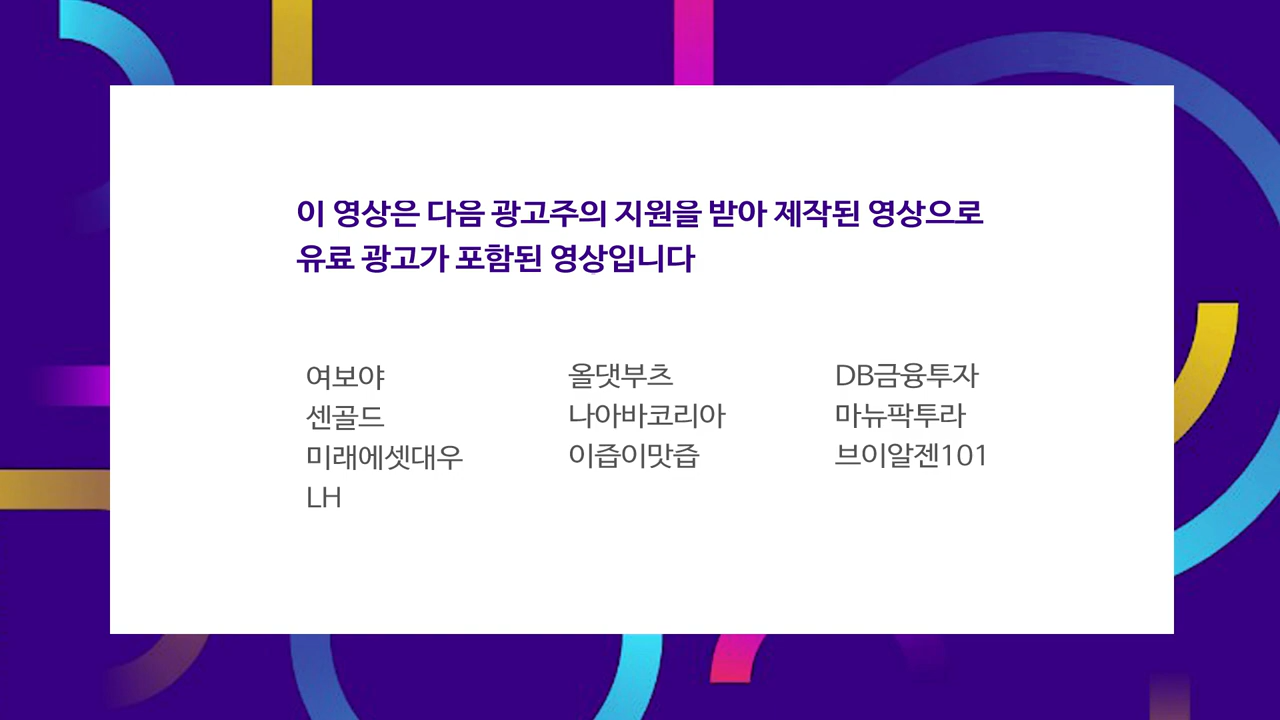 이 영상은 다음 광고주의 지원을 받아 제작된 영상으로
유료 광고가 포함된 영상입니다
여보야
센골드
미래에셋대우
LH
올댓부츠
나아바코리아
이즙이맛즙
DB금융투자
마뉴팍투라
브이알젠101